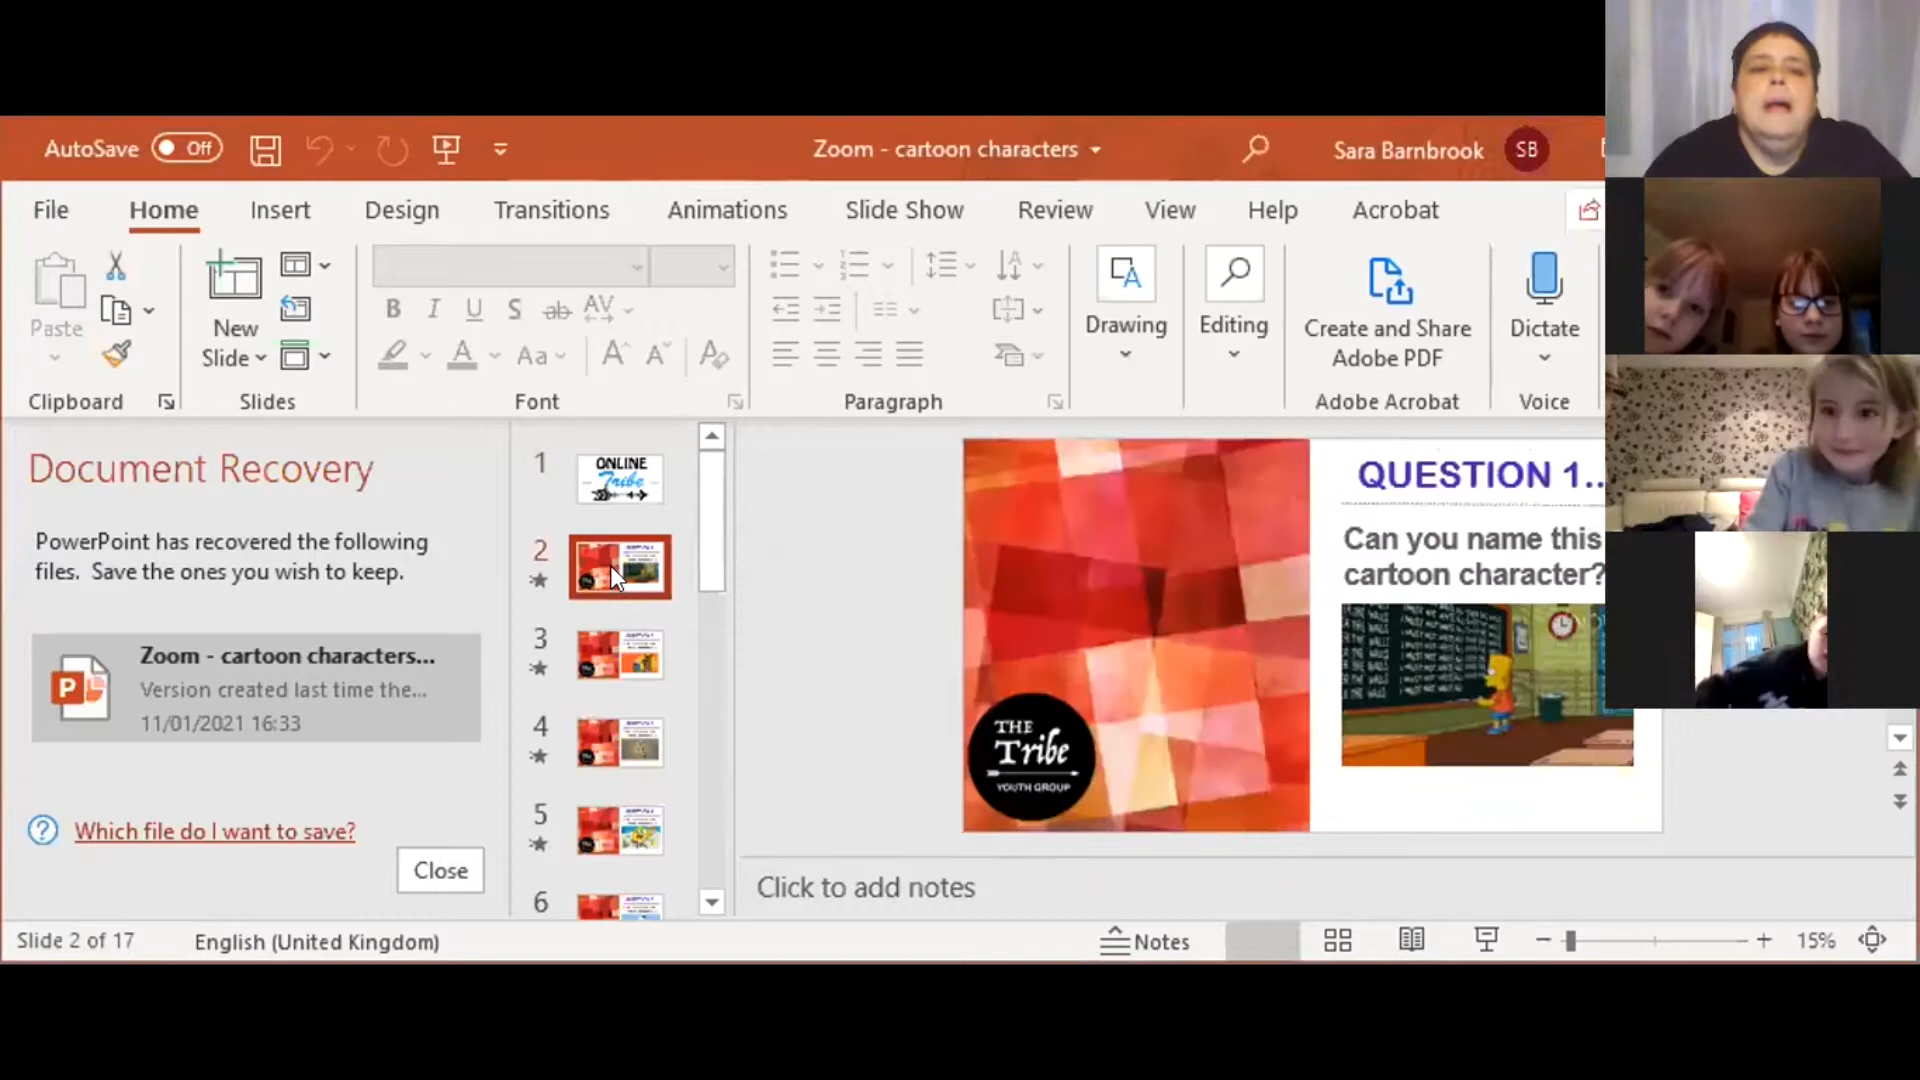 AutoSave Off
Zoom - cartoon characters
Sara Barnbrook SB
File Home Insert Design Transitions Animations Slide Show Review View Help Acrobat
Paste
New
Slide
B I U S ab AV
A Aa A A A
Drawing
Editing
Create and Share
Adobe PDF
Dictate
Clipboard Slides Font Paragraph Adobe Acrobat Voice
Document Recovery
PowerPoint has recovered the following
files. Save the ones you wish to keep.
Zoom - cartoon characters...
Version created last time the...
11/01/2021 16:33
Which file do I want to save?
Close
1
ONLINE
Tribe
2
3
4
5
6
QUESTION 1..
Can you name this
cartoon character?
THE
Tribe
YOUTH GROUP
Click to add notes
Slide 2 of 17 English (United Kingdom) Notes 15%